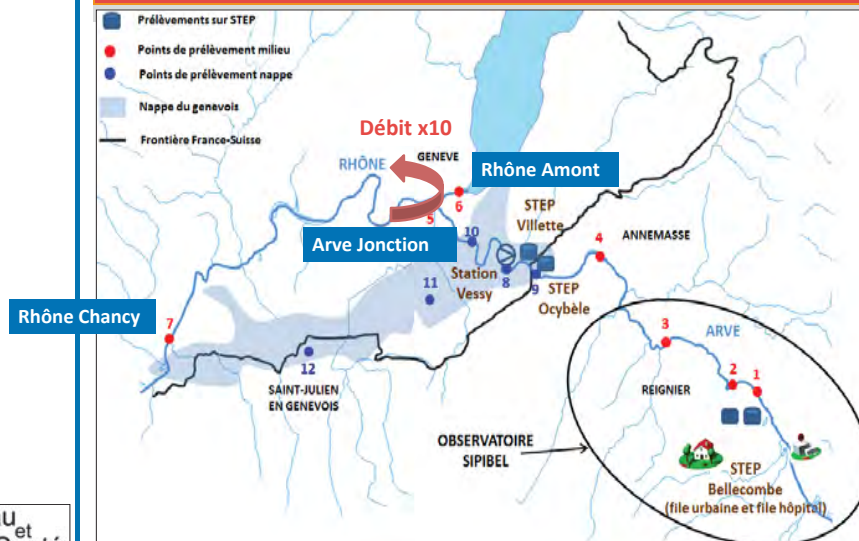 Prélèvements sur STEP
Points de prélèvement milieu
Points de prélèvement nappe
Nappe du genevois
Frontière France-Suisse
Débit x10
RHÔNE
GENEVE
Rhône Amont
5
6
STEP
Villette
10
Arve Jonction
4
ANNEMASSE
Station
Vessy
8
9
STEP
Ocybèle
11
Rhône Chancy
7
3
ARVE
12
SAINT-JULIEN
EN GENEVOIS
2
1
REIGNIER
OBSERVATOIRE
SIPIBEL
STEP
Bellecombe
(file urbaine et file hôpital)
et